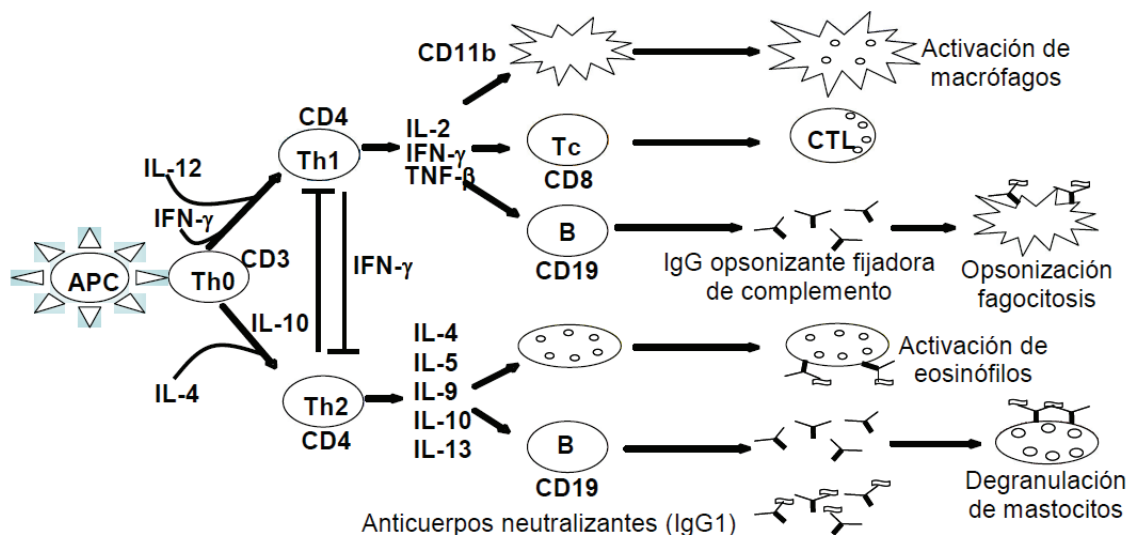 CD11b
Activación de
macrófagos
CD4
Th1
IL-2
IFN-γ
TNF-β
Tc
CD8
CTL
IL-12
IFN-γ
APC
Th0
CD3
IFN-γ
B
CD19
IgG opsonizante fijadora
de complemento
Opsonización
fagocitosis
IL-10
IL-4
Th2
CD4
IL-4
IL-5
IL-9
IL-10
IL-13
Activación de
eosinófilos
B
CD19
Degranulación
de mastocitos
Anticuerpos neutralizantes (IgG1)